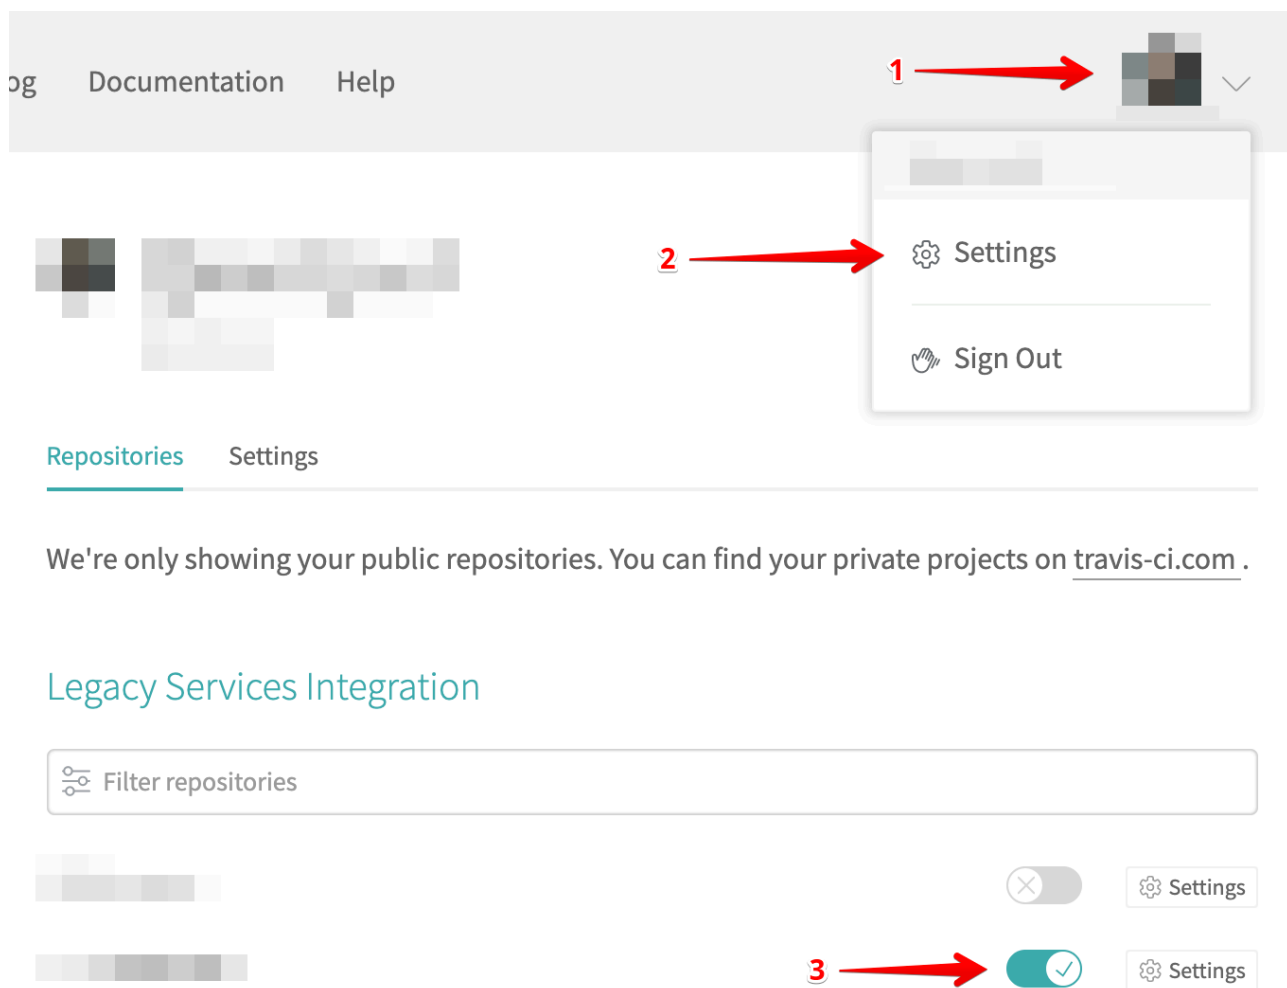 og Documentation Help 1
2 Settings
Sign Out
Repositories Settings
We're only showing your public repositories. You can find your private projects on travis-ci.com .
Legacy Services Integration
Filter repositories
Settings
3 Settings